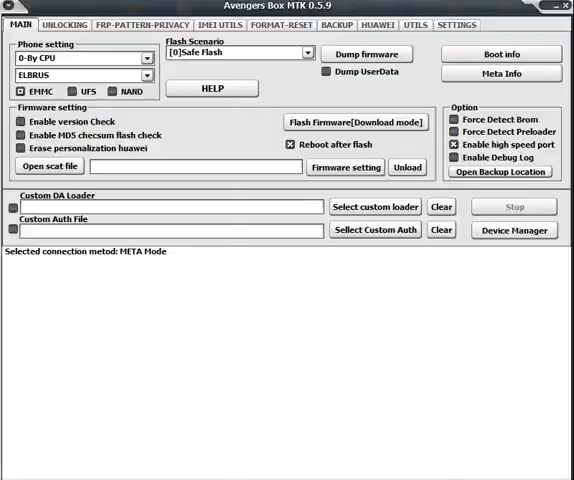 Avengers Box MTK 0.5.9
MAIN UNLOCKING FRP-PATTERN-PRIVACY IMEI UTILS FORMAT-RESET BACKUP HUAWEI UTILS SETTINGS
Phone setting
0-By CPU
ELBRUS
EMMC UFS NAND
Flash Scenario
[0]Safe Flash
HELP
Dump firmware
Dump UserData
Boot info
Meta Info
Firmware setting
Enable version Check
Enable MD5 checsum flash check
Erase personalization huawei
Flash Firmware[Download mode]
Reboot after flash
Open scat file
Firmware setting
Unload
Option
Force Detect Brom
Force Detect Preloader
Enable high speed port
Enable Debug Log
Open Backup Location
Custom DA Loader
Select custom loader
Clear
Stop
Custom Auth File
Sellect Custom Auth
Clear
Device Manager
Selected connection metod: META Mode